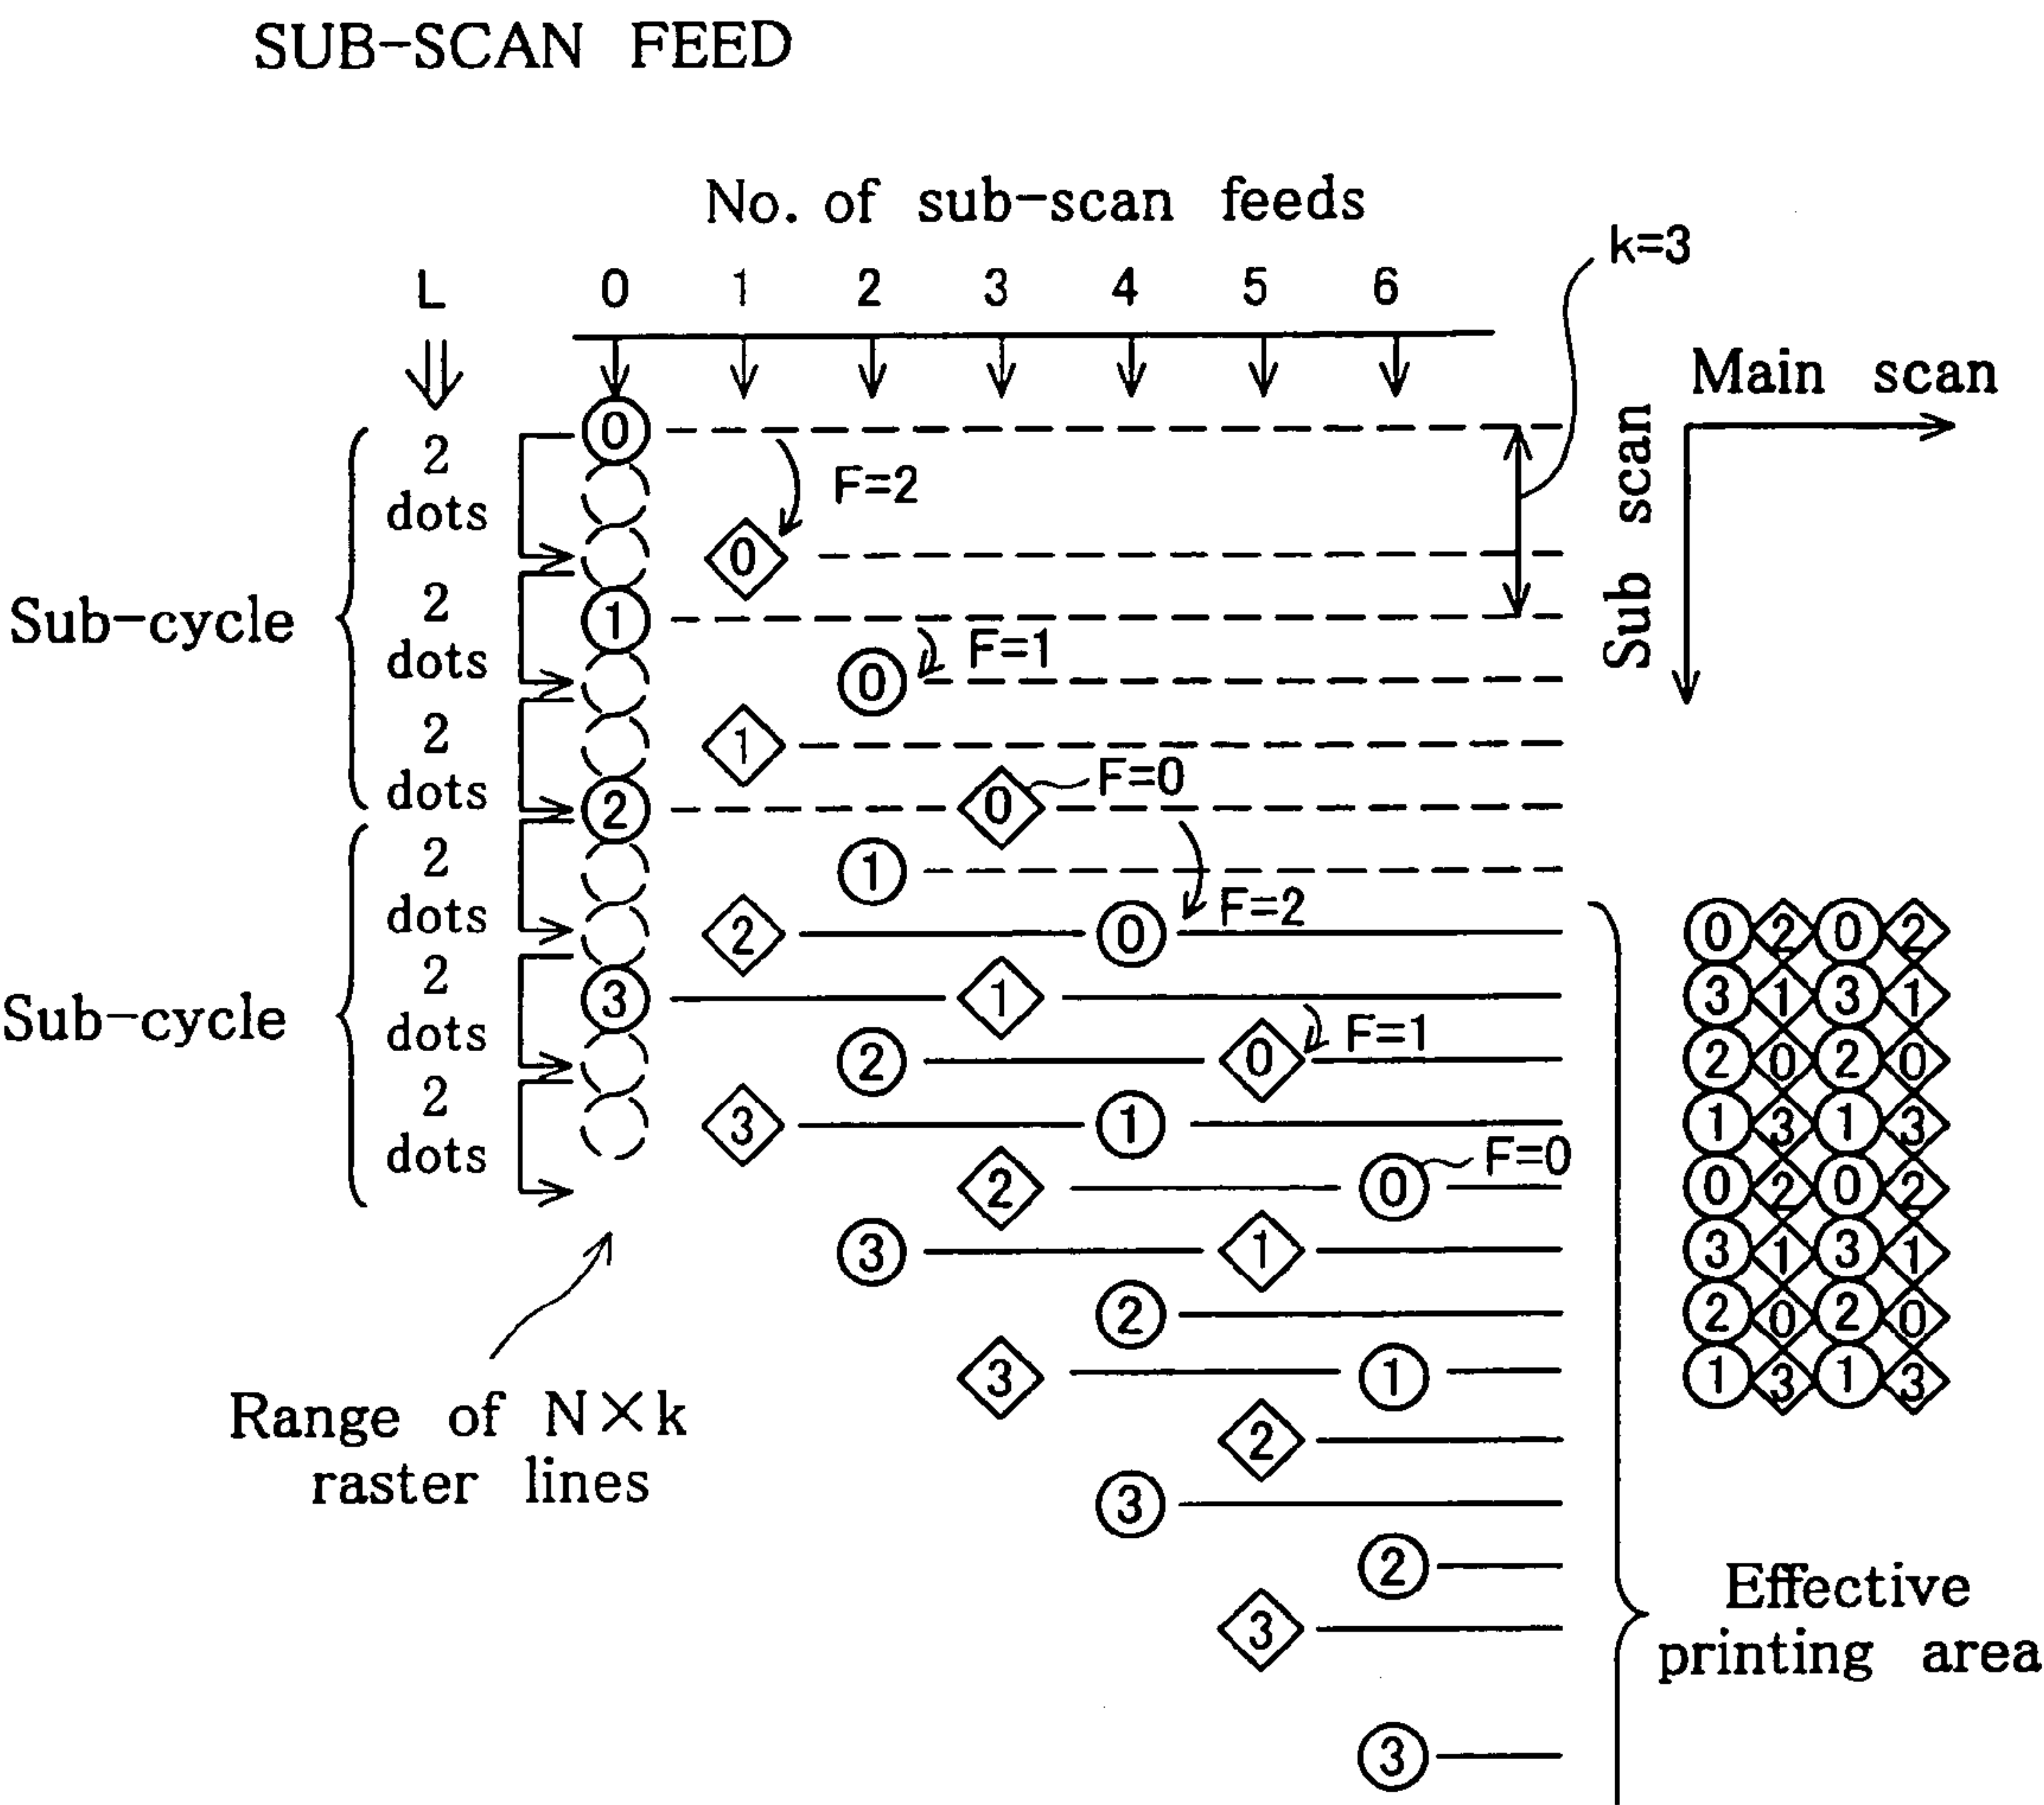 SUB-SCAN FEED
No. of sub-scan feeds
k=3
L 0 1 2 3 4 5 6
Main scan
Sub scan
0
2
dots
F=2
0
Sub-cycle
2
dots
1
F=1
0
2
dots
1
F=0
2 0
2
dots
1
F=2
2 0
0 2 0 2
Sub-cycle
2
dots
3 1
3 1 3 1
F=1
2 0
2 0 2 0
2
dots
3 1
1 3 1 3
F=0
2 0
0 2 0 2
3 1
3 1 3 1
2
2 0 2 0
3 1
1 3 1 3
Range of N×k
raster lines
2
3
2
3
Effective
printing area
3